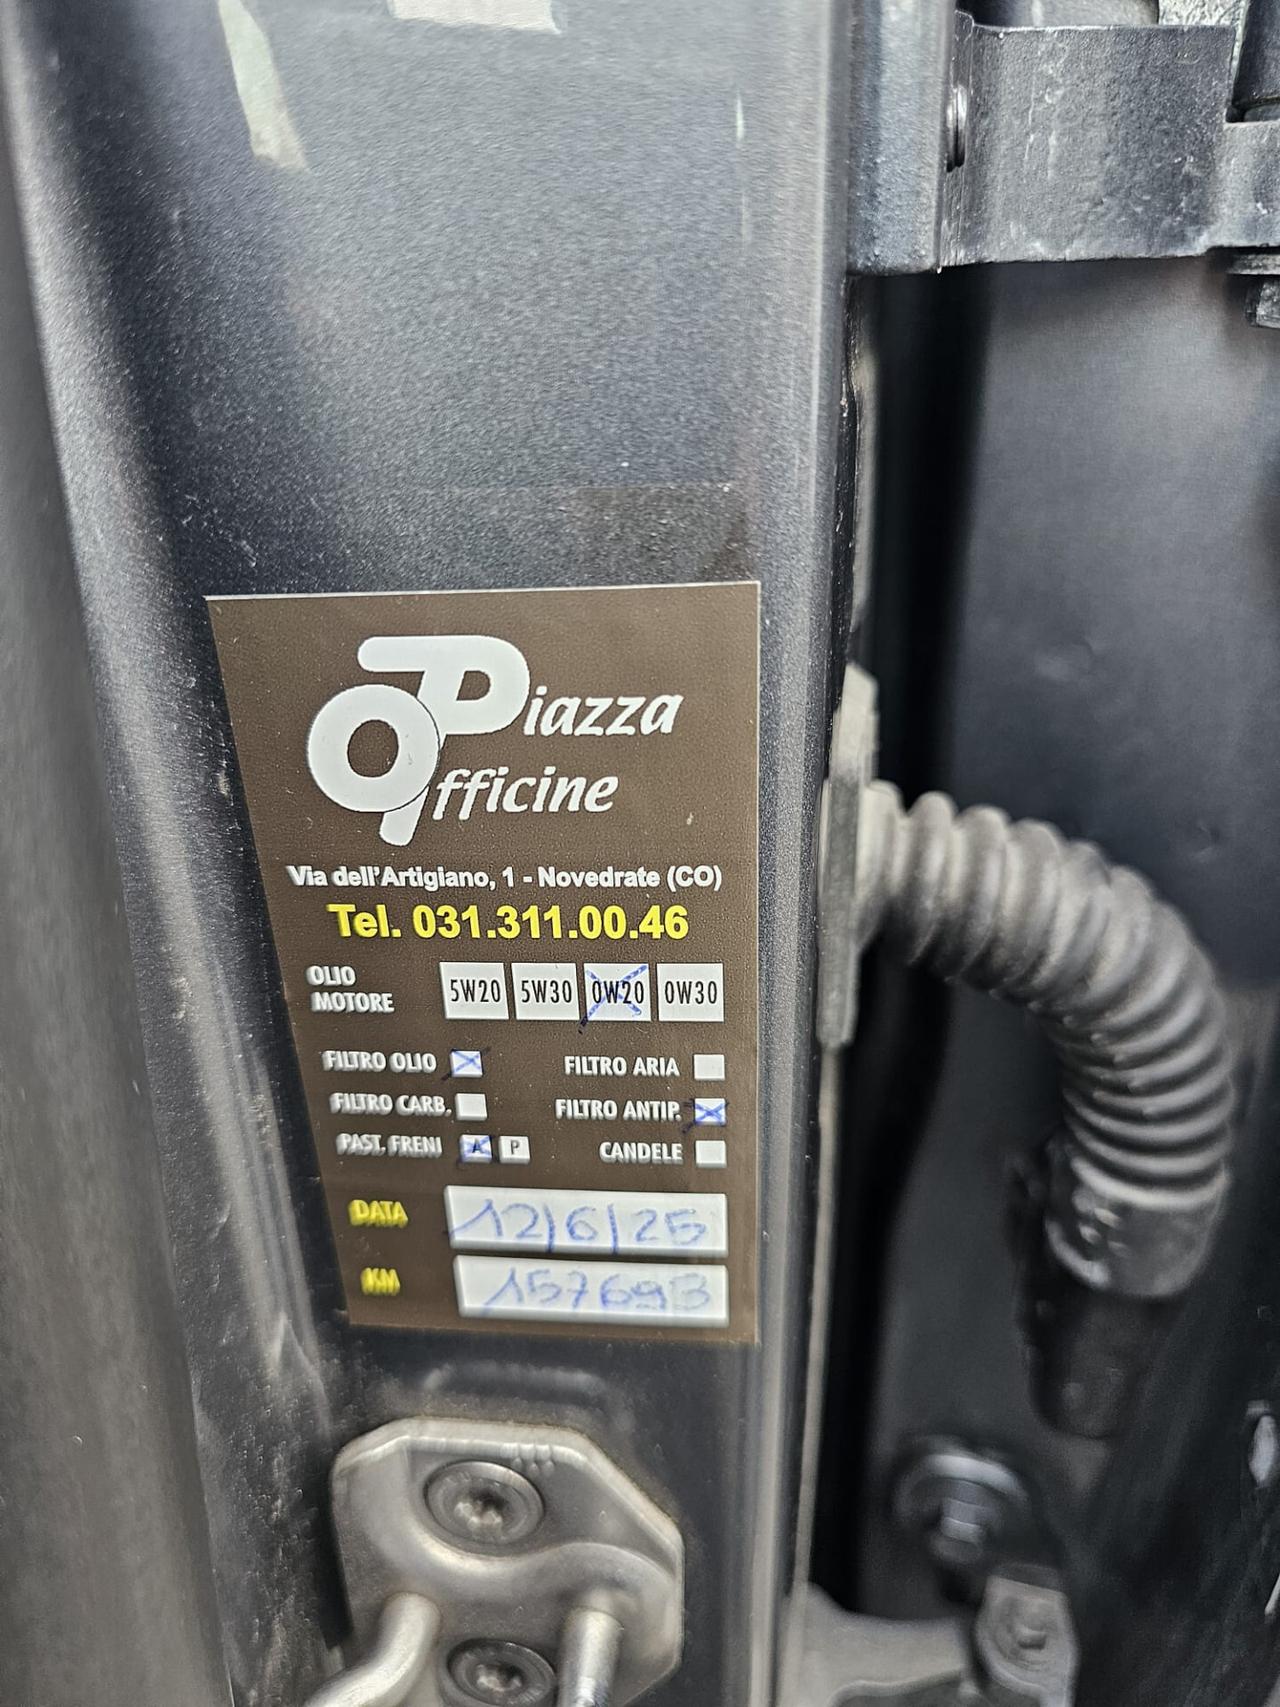 Piazza
Officine
Via dell'Artigiano, 1 - Novedrate (CO)
Tel. 031.311.00.46
OLIO MOTORE 5W20 5W30 0W20 0W30
FILTRO OLIO FILTRO ARIA
FILTRO CARB. FILTRO ANTIP.
PAST. FRENI A P CANDELE
DATA 12/6/25
KM 157693